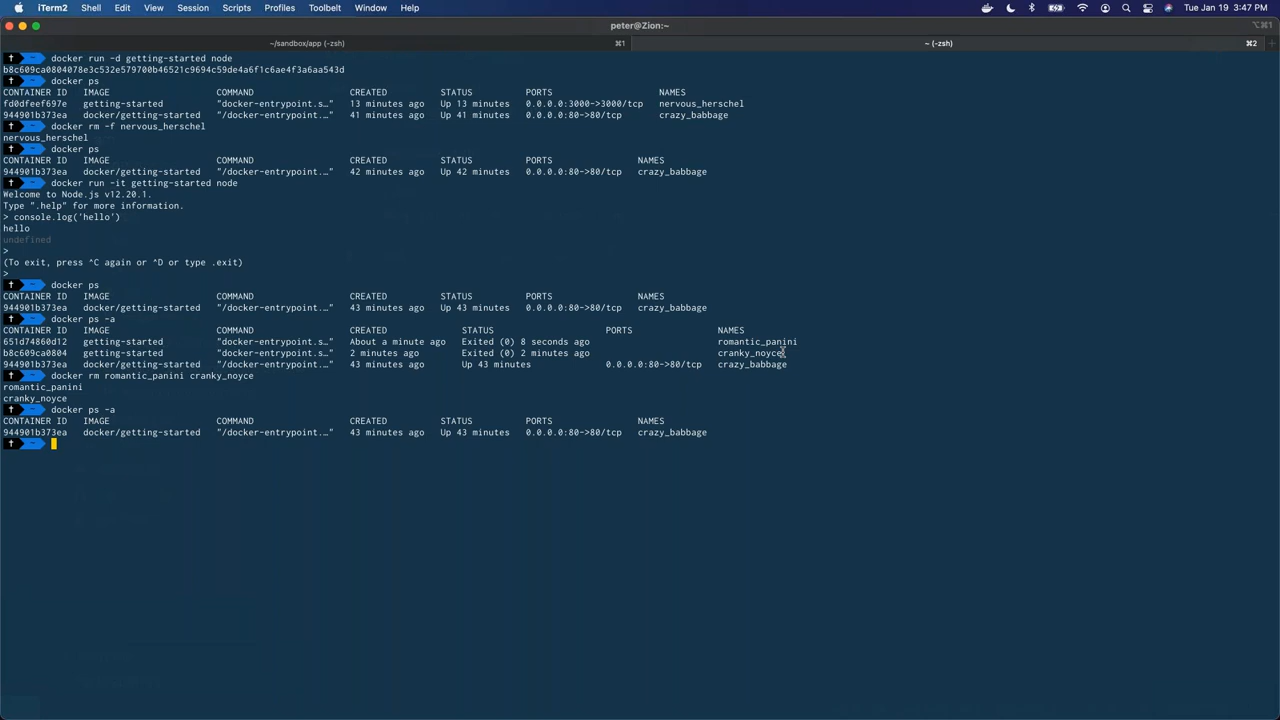 iTerm2 Shell Edit View Session Scripts Profiles Toolbelt Window Help Tue Jan 19 3:47 PM
peter@Zion:~ ⌥⌘1
~/sandbox/app (-zsh) ⌘1 ~ (-zsh) ⌘2
~ docker run -d getting-started node
b8c609ca0804078e3c532e579700b46521c9694c59de4a6f1c6ae4f3a6aa543d
~ docker ps
CONTAINER ID IMAGE COMMAND CREATED STATUS PORTS NAMES
fd0dfeef697e getting-started "docker-entrypoint.s…" 13 minutes ago Up 13 minutes 0.0.0.0:3000->3000/tcp nervous_herschel
944901b373ea docker/getting-started "/docker-entrypoint.…" 41 minutes ago Up 41 minutes 0.0.0.0:80->80/tcp crazy_babbage
~ docker rm -f nervous_herschel
nervous_herschel
~ docker ps
CONTAINER ID IMAGE COMMAND CREATED STATUS PORTS NAMES
944901b373ea docker/getting-started "/docker-entrypoint.…" 42 minutes ago Up 42 minutes 0.0.0.0:80->80/tcp crazy_babbage
~ docker run -it getting-started node
Welcome to Node.js v12.20.1.
Type ".help" for more information.
> console.log('hello')
hello
undefined
>
(To exit, press ^C again or ^D or type .exit)
>
~ docker ps
CONTAINER ID IMAGE COMMAND CREATED STATUS PORTS NAMES
944901b373ea docker/getting-started "/docker-entrypoint.…" 43 minutes ago Up 43 minutes 0.0.0.0:80->80/tcp crazy_babbage
~ docker ps -a
CONTAINER ID IMAGE COMMAND CREATED STATUS PORTS NAMES
651d74860d12 getting-started "docker-entrypoint.s…" About a minute ago Exited (0) 8 seconds ago romantic_panini
b8c609ca0804 getting-started "docker-entrypoint.s…" 2 minutes ago Exited (0) 2 minutes ago cranky_noyce
944901b373ea docker/getting-started "/docker-entrypoint.…" 43 minutes ago Up 43 minutes 0.0.0.0:80->80/tcp crazy_babbage
~ docker rm romantic_panini cranky_noyce
romantic_panini
cranky_noyce
~ docker ps -a
CONTAINER ID IMAGE COMMAND CREATED STATUS PORTS NAMES
944901b373ea docker/getting-started "/docker-entrypoint.…" 43 minutes ago Up 43 minutes 0.0.0.0:80->80/tcp crazy_babbage
~